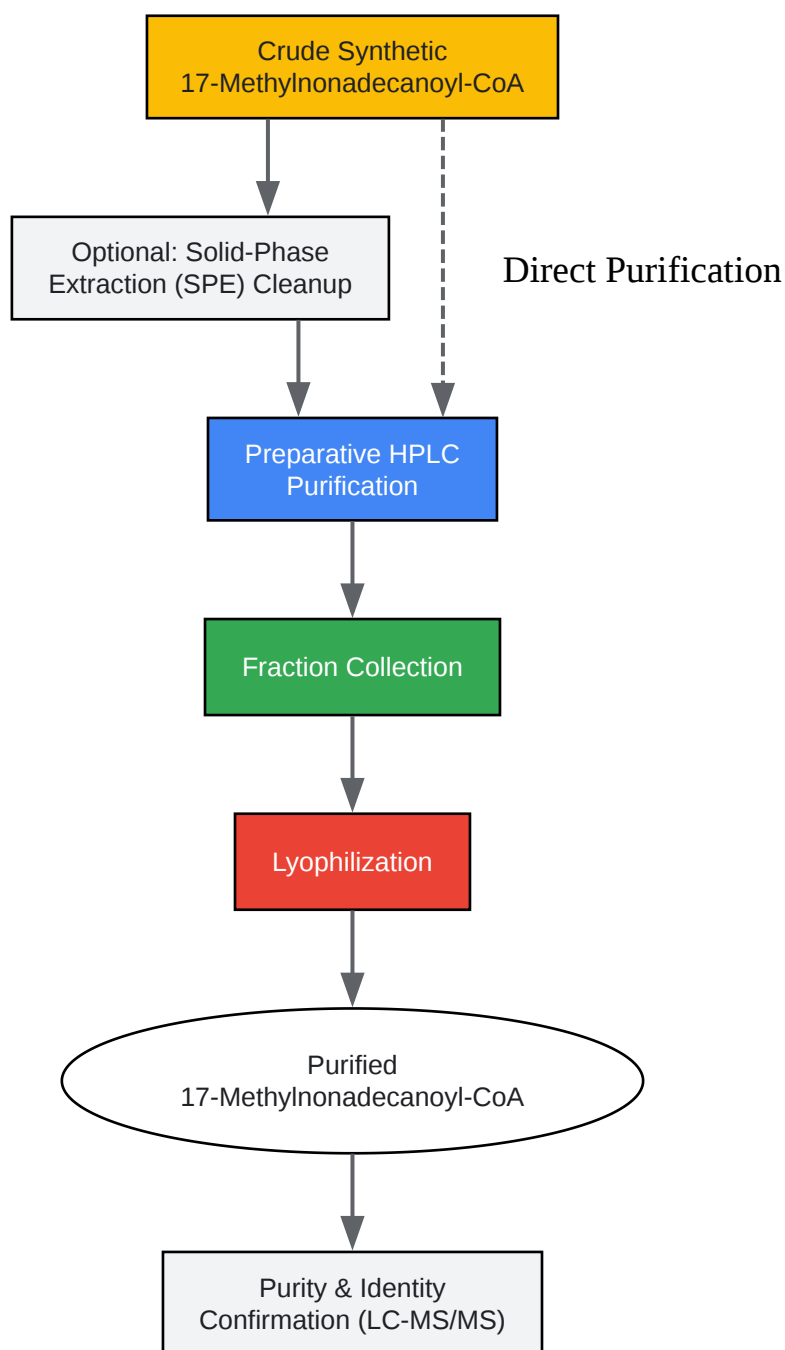 Crude Synthetic
17-Methylnonadecanoyl-CoA
Optional: Solid-Phase
Extraction (SPE) Cleanup
Direct Purification
Preparative HPLC
Purification
Fraction Collection
Lyophilization
Purified
17-Methylnonadecanoyl-CoA
Purity & Identity
Confirmation (LC-MS/MS)